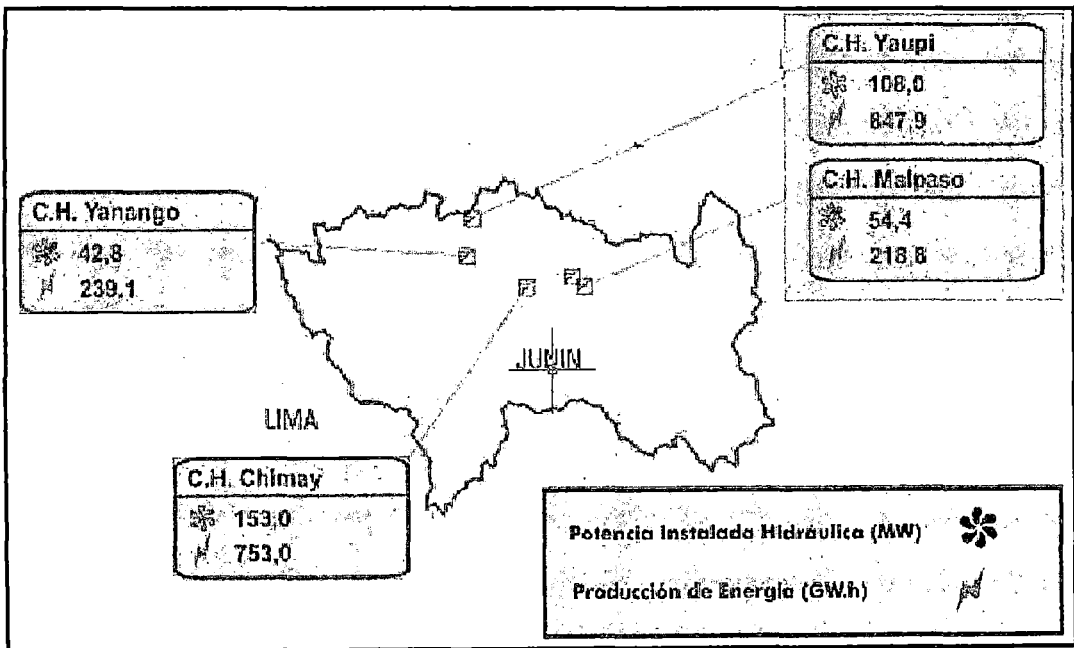 C.H. Yaupi
108,0
847,9
C.H. Malpaso
54,4
218,8
C.H. Yanango
42,8
239,1
JUNIN
LIMA
C.H. Chimay
153,0
753,0
Potencia Instalada Hidráulica (MW)
Producción de Energía (GW.h)